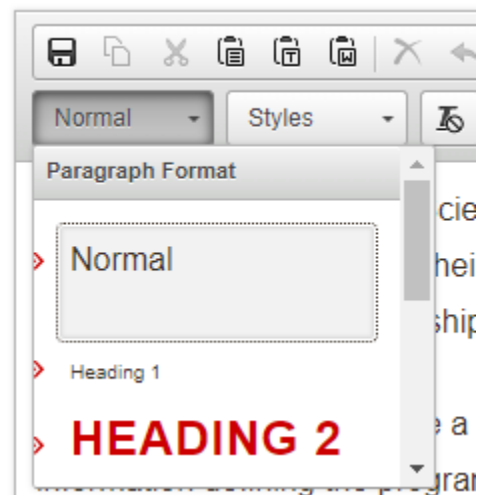 Normal Styles
Paragraph Format
Normal
Heading 1
HEADING 2
a